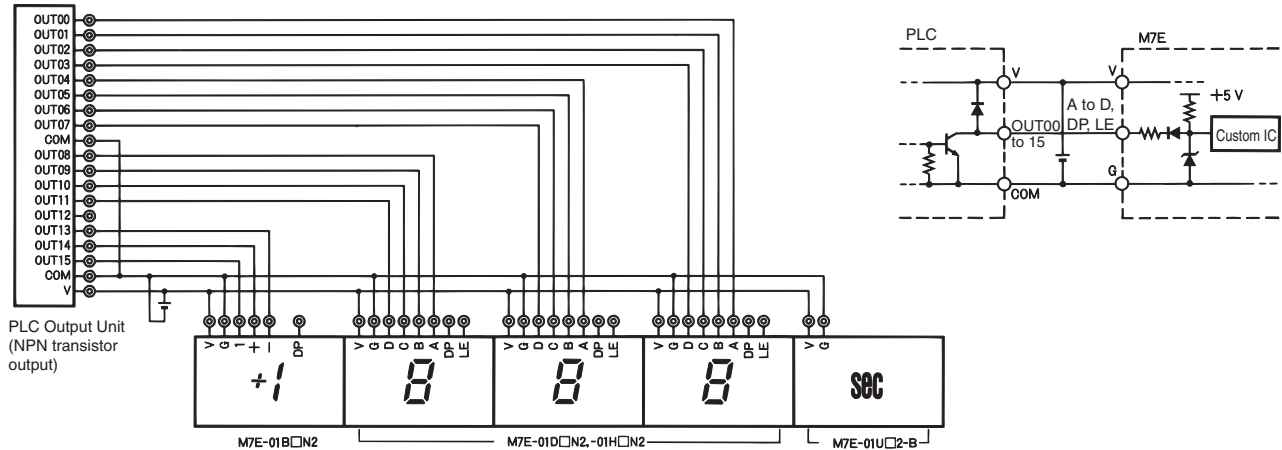 OUT00
OUT01
OUT02
OUT03
OUT04
OUT05
OUT06
OUT07
COM
OUT08
OUT09
OUT10
OUT11
OUT12
OUT13
OUT14
OUT15
COM
V
PLC Output Unit
(NPN transistor
output)
V G 1 + − DP
V G D C B A DP LE
V G D C B A DP LE
V G D C B A DP LE
V G
+1
8
8
8
sec
M7E-01B□N2
M7E-01D□N2,-01H□N2
M7E-01U□2-B
PLC
M7E
V
V
+5 V
A to D,
DP, LE
OUT00
to 15
Custom IC
G
COM